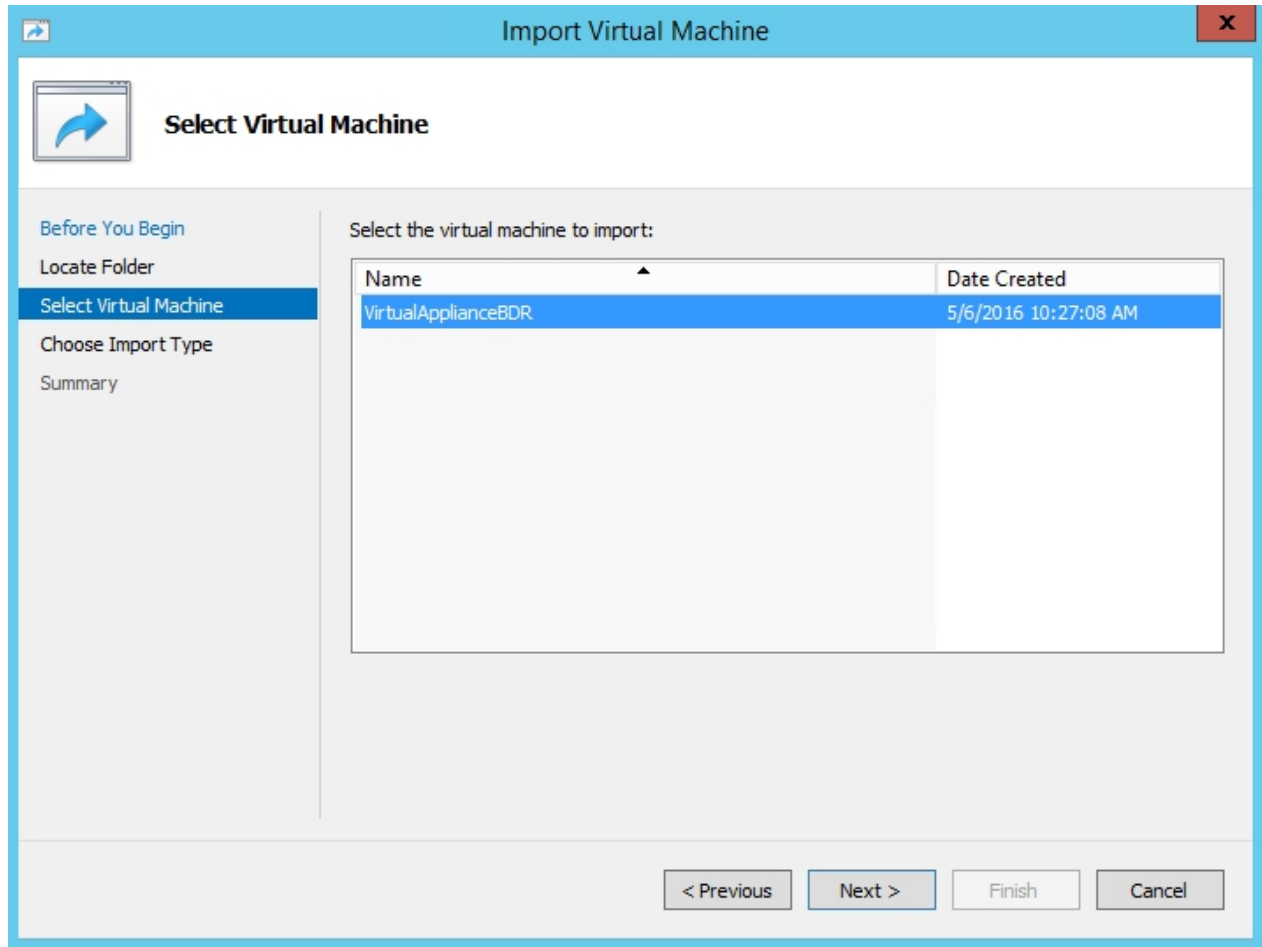 Import Virtual Machine
x
Select Virtual Machine
Before You Begin
Locate Folder
Select Virtual Machine
Choose Import Type
Summary
Select the virtual machine to import:
Name Date Created
VirtualApplianceBDR 5/6/2016 10:27:08 AM
< Previous Next > Finish Cancel